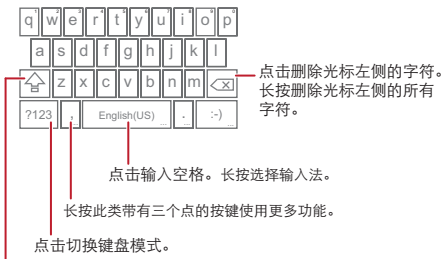 q w e r t y u i o p
a s d f g h j k l
z x c v b n m
点击删除光标左侧的字符。
长按删除光标左侧的所有
字符。
?123 , English(US) . :-)
点击输入空格。长按选择输入法。
长按此类带有三个点的按键使用更多功能。
点击切换键盘模式。